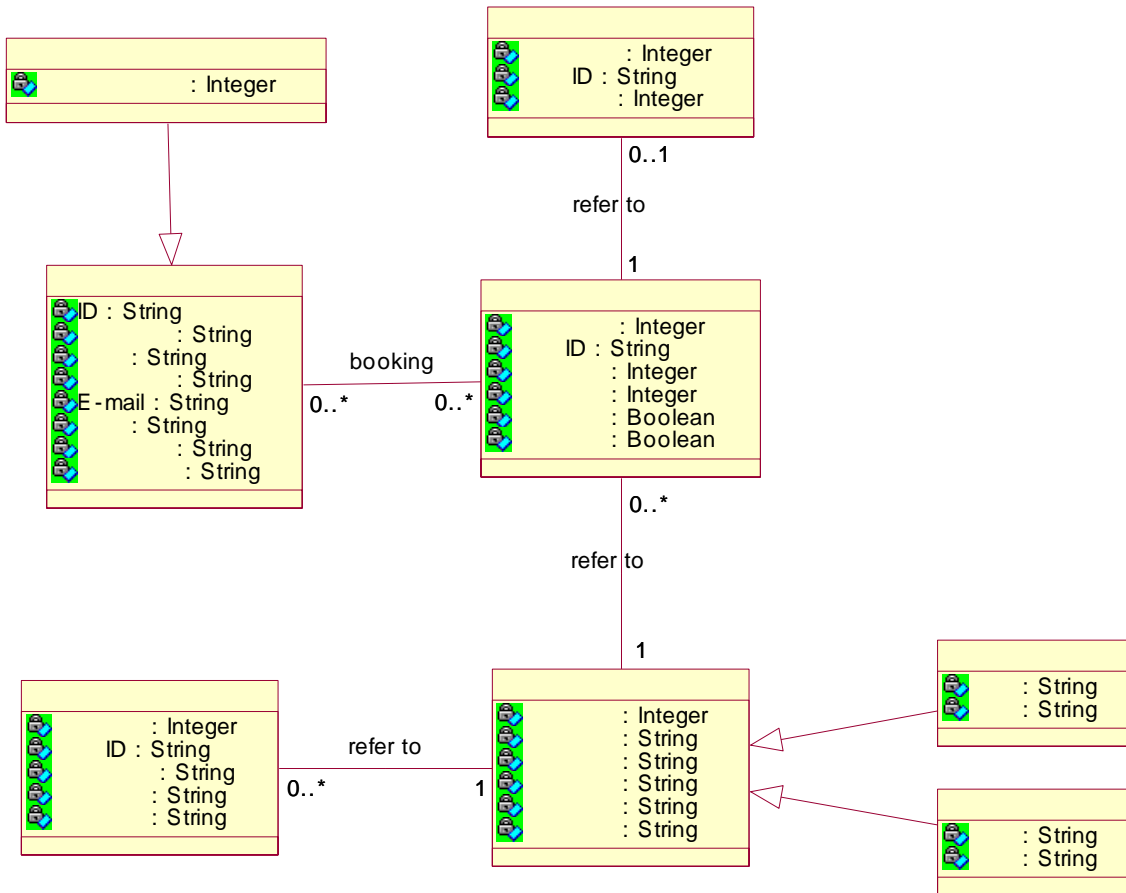 : Integer
: Integer
ID : String
: Integer
0..1
refer to
1
ID : String
: String
: String
: String
E-mail : String
: String
: String
: String
booking
0..*
0..*
: Integer
ID : String
: Integer
: Integer
: Boolean
: Boolean
0..*
refer to
1
: Integer
ID : String
: String
: String
: String
refer to
0..*
1
: Integer
: String
: String
: String
: String
: String
: String
: String
: String
: String